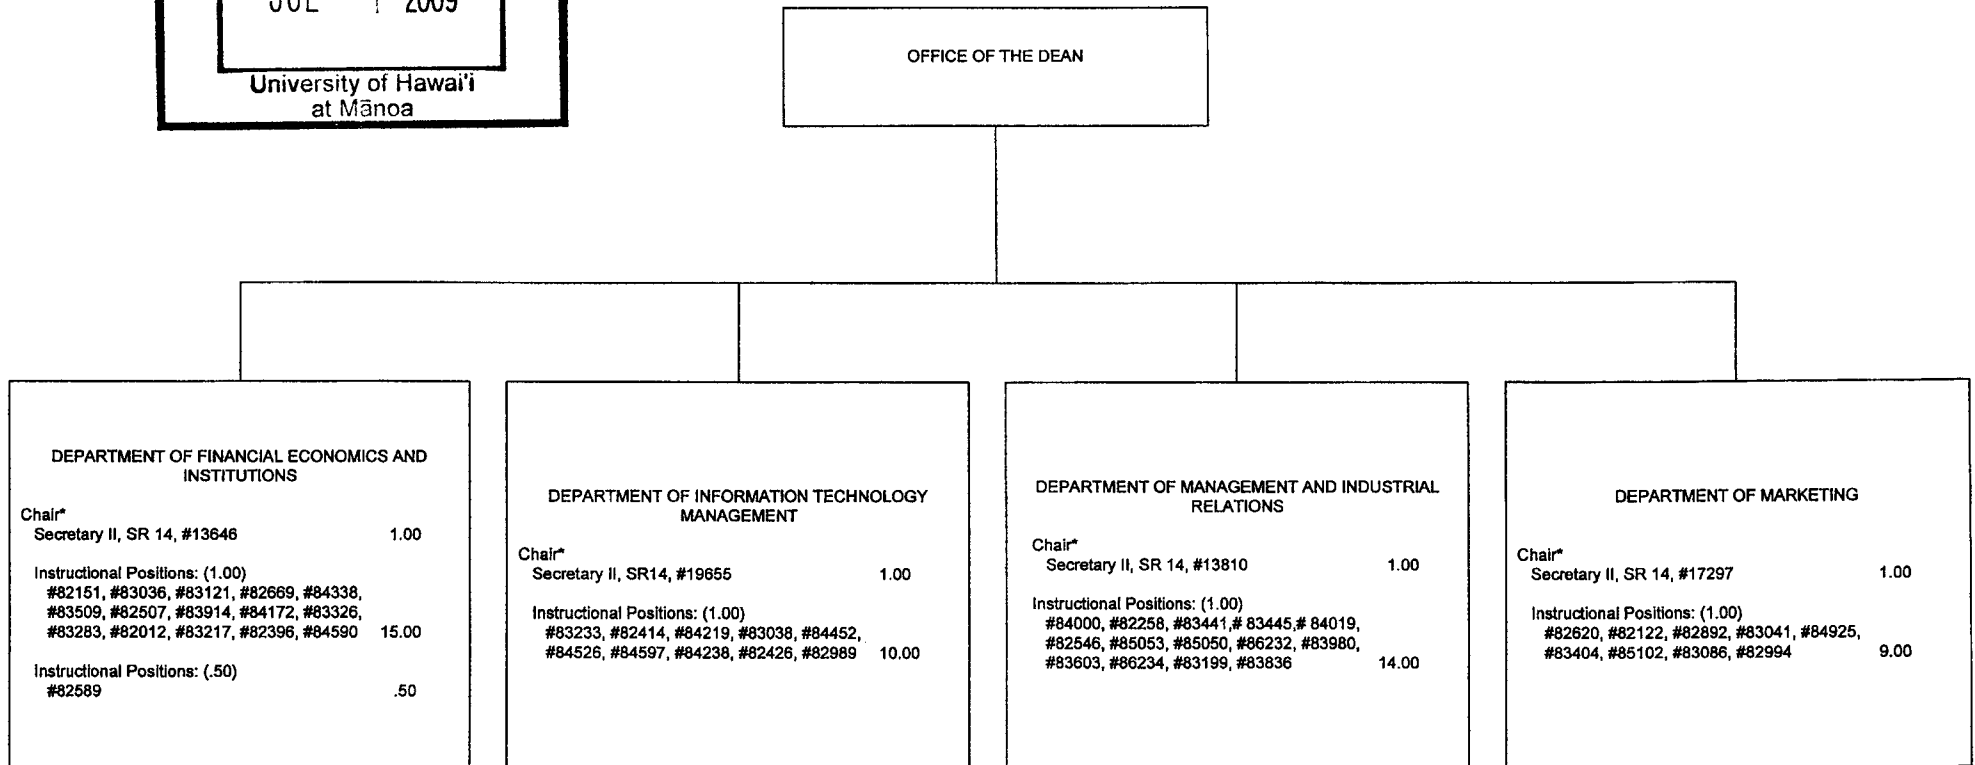 JUL 1 2009
University of Hawai'i
at Mānoa
OFFICE OF THE DEAN
DEPARTMENT OF FINANCIAL ECONOMICS AND
INSTITUTIONS
Chair*
Secretary II, SR 14, #13646 1.00
Instructional Positions: (1.00)
#82151, #83036, #83121, #82669, #84338,
#83509, #82507, #83914, #84172, #83326,
#83283, #82012, #83217, #82396, #84590 15.00
Instructional Positions: (.50)
#82589 .50
DEPARTMENT OF INFORMATION TECHNOLOGY
MANAGEMENT
Chair*
Secretary II, SR14, #19655 1.00
Instructional Positions: (1.00)
#83233, #82414, #84219, #83038, #84452,
#84526, #84597, #84238, #82426, #82989 10.00
DEPARTMENT OF MANAGEMENT AND INDUSTRIAL
RELATIONS
Chair*
Secretary II, SR 14, #13810 1.00
Instructional Positions: (1.00)
#84000, #82258, #83441,# 83445,# 84019,
#82546, #85053, #85050, #86232, #83980,
#83603, #86234, #83199, #83836 14.00
DEPARTMENT OF MARKETING
Chair*
Secretary II, SR 14, #17297 1.00
Instructional Positions: (1.00)
#82620, #82122, #82892, #83041, #84925,
#83404, #85102, #83086, #82994 9.00